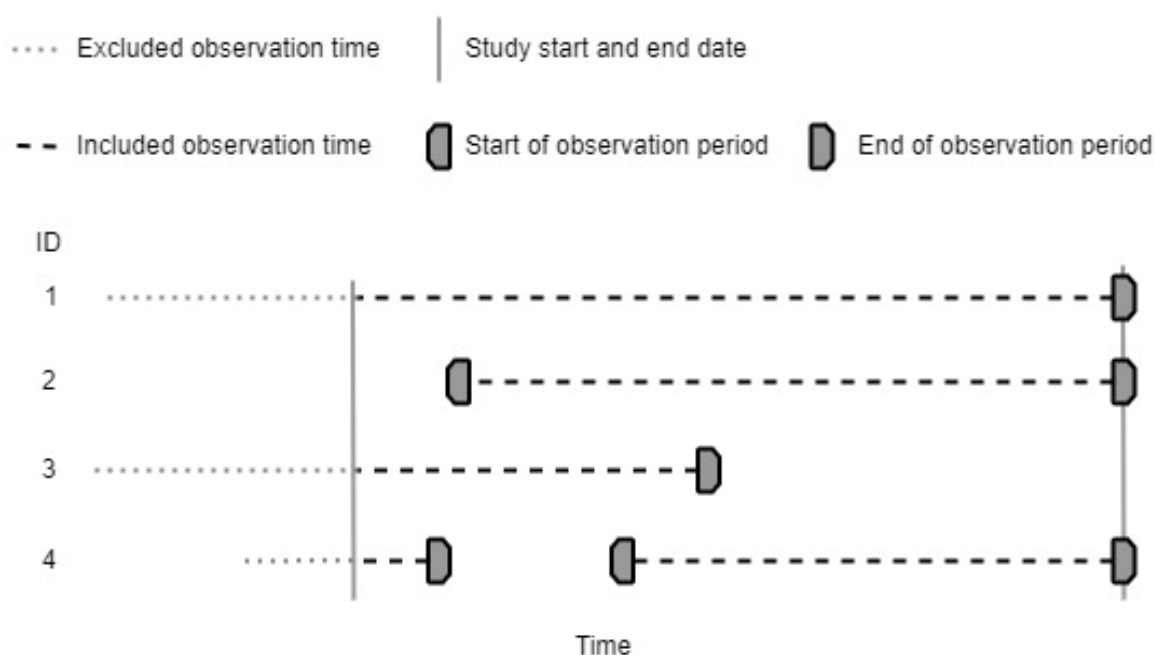 Excluded observation time Study start and end date
Included observation time Start of observation period End of observation period
ID
1
2
3
4
Time